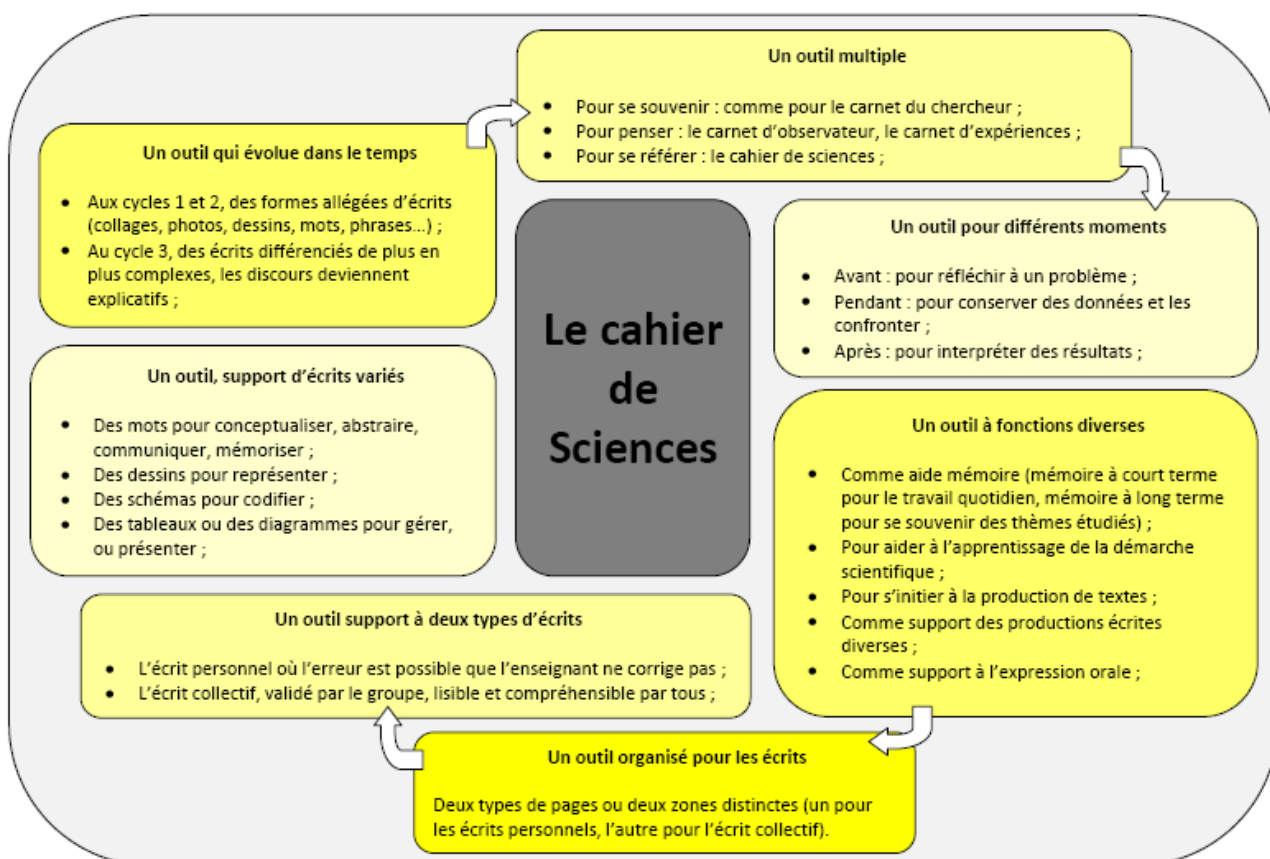 Un outil multiple
• Pour se souvenir : comme pour le carnet du chercheur ;
• Pour penser : le carnet d’observateur, le carnet d’expériences ;
• Pour se référer : le cahier de sciences ;
Un outil qui évolue dans le temps
• Aux cycles 1 et 2, des formes allégées d’écrits
(collages, photos, dessins, mots, phrases…) ;
• Au cycle 3, des écrits différenciés de plus en
plus complexes, les discours deviennent
explicatifs ;
Un outil pour différents moments
• Avant : pour réfléchir à un problème ;
• Pendant : pour conserver des données et les
confronter ;
• Après : pour interpréter des résultats ;
Le cahier
de
Sciences
Un outil, support d’écrits variés
• Des mots pour conceptualiser, abstraire,
communiquer, mémoriser ;
• Des dessins pour représenter ;
• Des schémas pour codifier ;
• Des tableaux ou des diagrammes pour gérer,
ou présenter ;
Un outil à fonctions diverses
• Comme aide mémoire (mémoire à court terme
pour le travail quotidien, mémoire à long terme
pour se souvenir des thèmes étudiés) ;
• Pour aider à l’apprentissage de la démarche
scientifique ;
• Pour s’initier à la production de textes ;
• Comme support des productions écrites
diverses ;
• Comme support à l’expression orale ;
Un outil support à deux types d’écrits
• L’écrit personnel où l’erreur est possible que l’enseignant ne corrige pas ;
• L’écrit collectif, validé par le groupe, lisible et compréhensible par tous ;
Un outil organisé pour les écrits
Deux types de pages ou deux zones distinctes (un pour
les écrits personnels, l’autre pour l’écrit collectif).